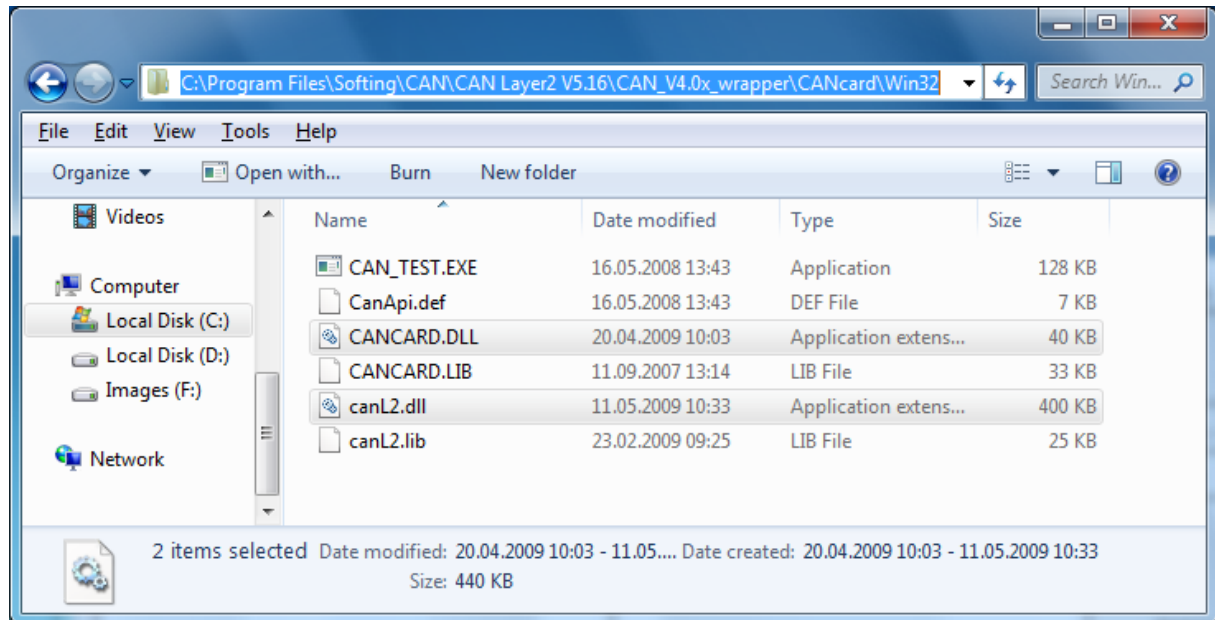 C:\Program Files\Softing\CAN\CAN Layer2 V5.16\CAN_V4.0x_wrapper\CANcard\Win32
Search Win...
File Edit View Tools Help
Organize Open with... Burn New folder
Videos
Computer
Local Disk (C:)
Local Disk (D:)
Images (F:)
Network
Name Date modified Type Size
CAN_TEST.EXE 16.05.2008 13:43 Application 128 KB
CanApi.def 16.05.2008 13:43 DEF File 7 KB
CANCARD.DLL 20.04.2009 10:03 Application extens... 40 KB
CANCARD.LIB 11.09.2007 13:14 LIB File 33 KB
canL2.dll 11.05.2009 10:33 Application extens... 400 KB
canL2.lib 23.02.2009 09:25 LIB File 25 KB
2 items selected Date modified: 20.04.2009 10:03 - 11.05.... Date created: 20.04.2009 10:03 - 11.05.2009 10:33
Size: 440 KB